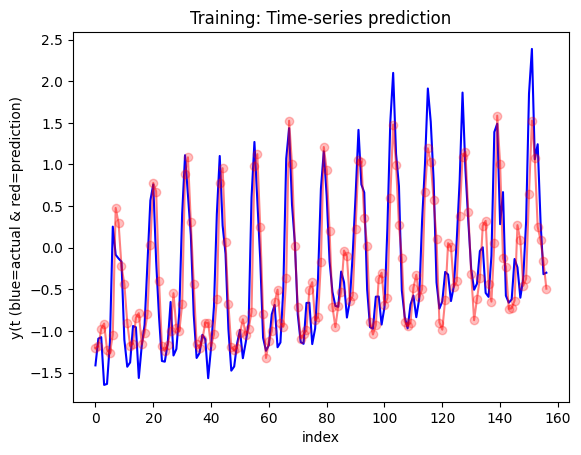 Training: Time-series prediction
y(t (blue=actual & red=prediction)
2.5
2.0
1.5
1.0
0.5
0.0
−0.5
−1.0
−1.5
0 20 40 60 80 100 120 140 160
index